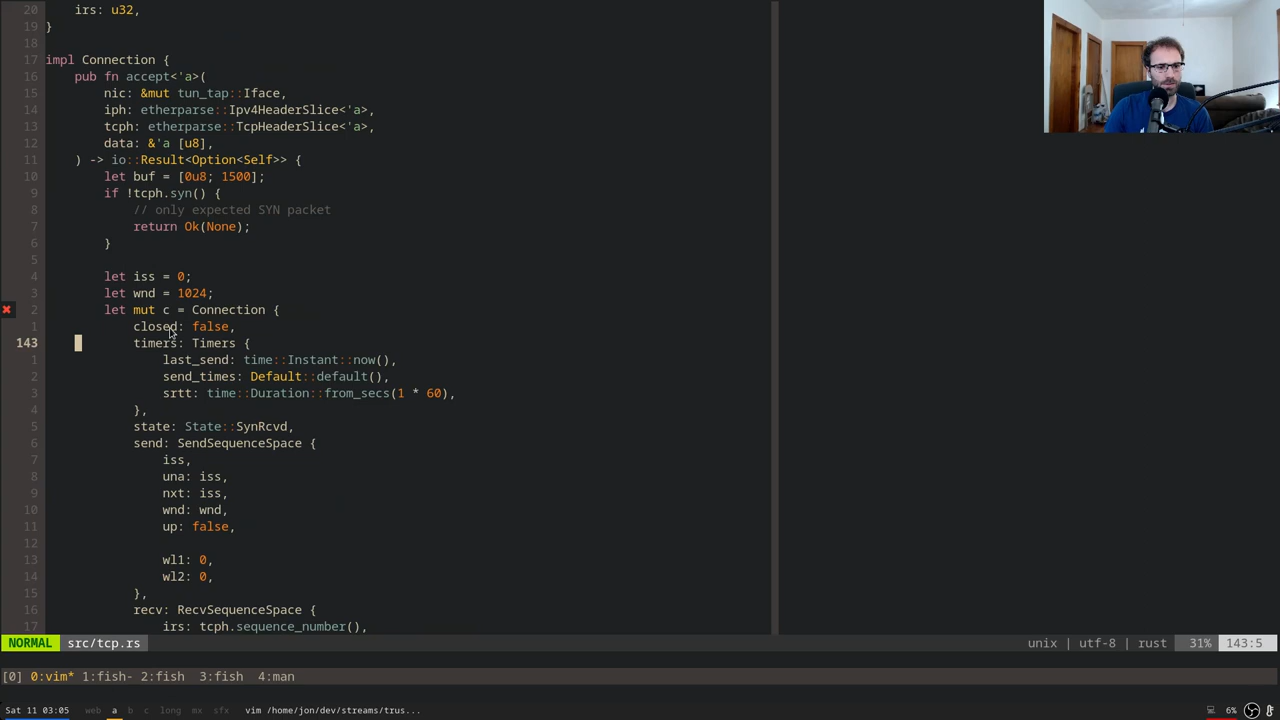 20     irs: u32,
19 }
18
17 impl Connection {
16     pub fn accept<'a>(
15         nic: &mut tun_tap::Iface,
14         iph: etherparse::Ipv4HeaderSlice<'a>,
13         tcph: etherparse::TcpHeaderSlice<'a>,
12         data: &'a [u8],
11     ) -> io::Result<Option<Self>> {
10         let buf = [0u8; 1500];
9         if !tcph.syn() {
8             // only expected SYN packet
7             return Ok(None);
6         }
5
4         let iss = 0;
3         let wnd = 1024;
2         let mut c = Connection {
1             closed: false,
143             timers: Timers {
1                 last_send: time::Instant::now(),
2                 send_times: Default::default(),
3                 srtt: time::Duration::from_secs(1 * 60),
4             },
5             state: State::SynRcvd,
6             send: SendSequenceSpace {
7                 iss,
8                 una: iss,
9                 nxt: iss,
10                 wnd: wnd,
11                 up: false,
13                 wl1: 0,
14                 wl2: 0,
15             },
16             recv: RecvSequenceSpace {
17                 irs: tcph.sequence_number(),
NORMAL src/tcp.rs unix | utf-8 | rust 31% 143:5
[0] 0:vim* 1:fish- 2:fish 3:fish 4:man
Sat 11 03:05 web a b c long mx sfx vim /home/jon/dev/streams/trus... 6%